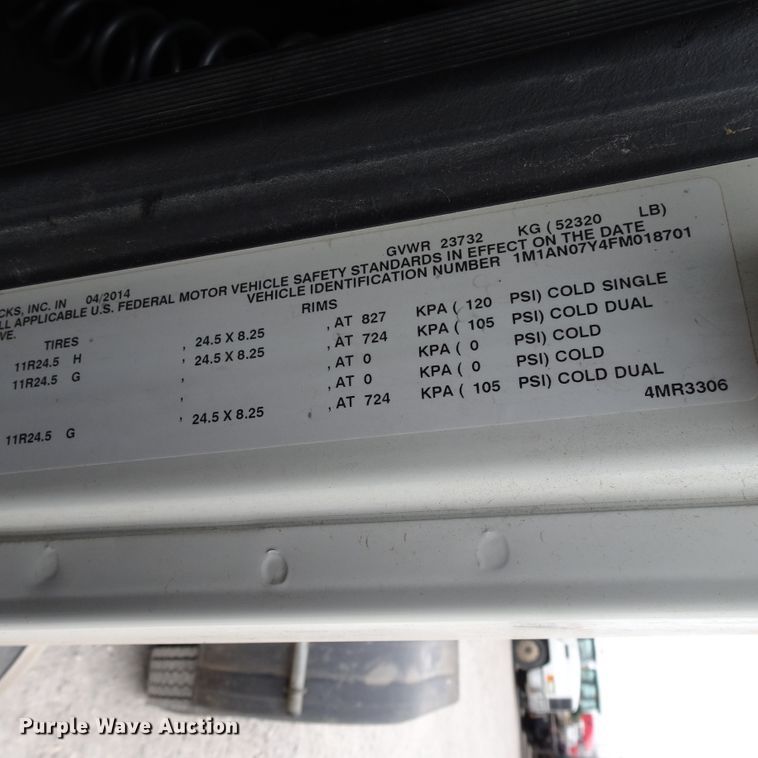 GVWR 23732 KG ( 52320 LB)
CKS, INC. IN 04/2014
LL APPLICABLE U.S. FEDERAL MOTOR VEHICLE SAFETY STANDARDS IN EFFECT ON THE DATE
VE. VEHICLE IDENTIFICATION NUMBER 1M1AN07Y4FM018701
TIRES RIMS
11R24.5 H , 24.5 X 8.25 , AT 827 KPA ( 120 PSI) COLD SINGLE
11R24.5 G , 24.5 X 8.25 , AT 724 KPA ( 105 PSI) COLD DUAL
, , AT 0 KPA ( 0 PSI) COLD
, , AT 0 KPA ( 0 PSI) COLD
11R24.5 G , 24.5 X 8.25 , AT 724 KPA ( 105 PSI) COLD DUAL
4MR3306
Purple Wave Auction